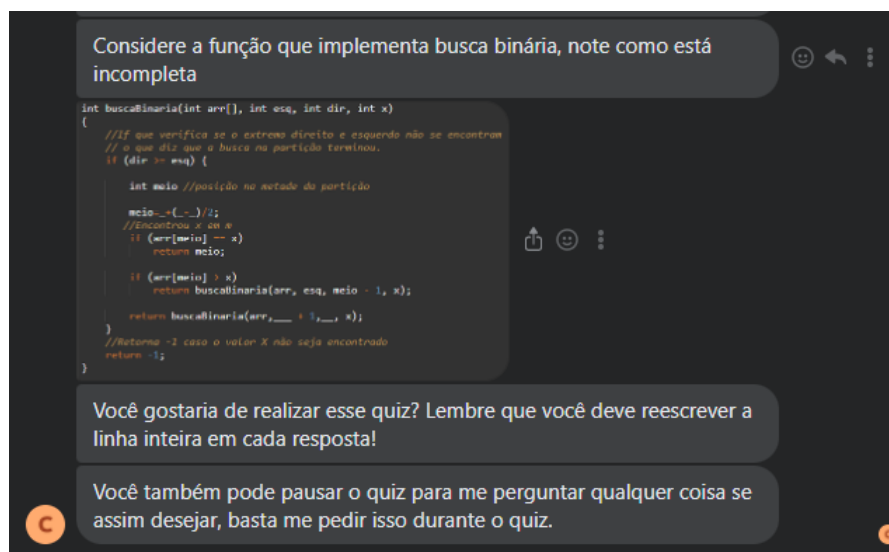 Considere a função que implementa busca binária, note como está
incompleta
int buscaBinaria(int arr[], int esq, int dir, int x)
{
//If que verifica se o extremo direito e esquerdo não se encontram
// o que diz que a busca na partição terminou.
if (dir >= esq) {
int meio //posição na metade da partição
meio=_+(_-_)/2;
//Encontrou x em m
if (arr[meio] == x)
return meio;
if (arr[meio] > x)
return buscaBinaria(arr, esq, meio - 1, x);
return buscaBinaria(arr,___ + 1,__, x);
}
//Retorna -1 caso o valor X não seja encontrado
return -1;
}
Você gostaria de realizar esse quiz? Lembre que você deve reescrever a
linha inteira em cada resposta!
Você também pode pausar o quiz para me perguntar qualquer coisa se
assim desejar, basta me pedir isso durante o quiz.
C